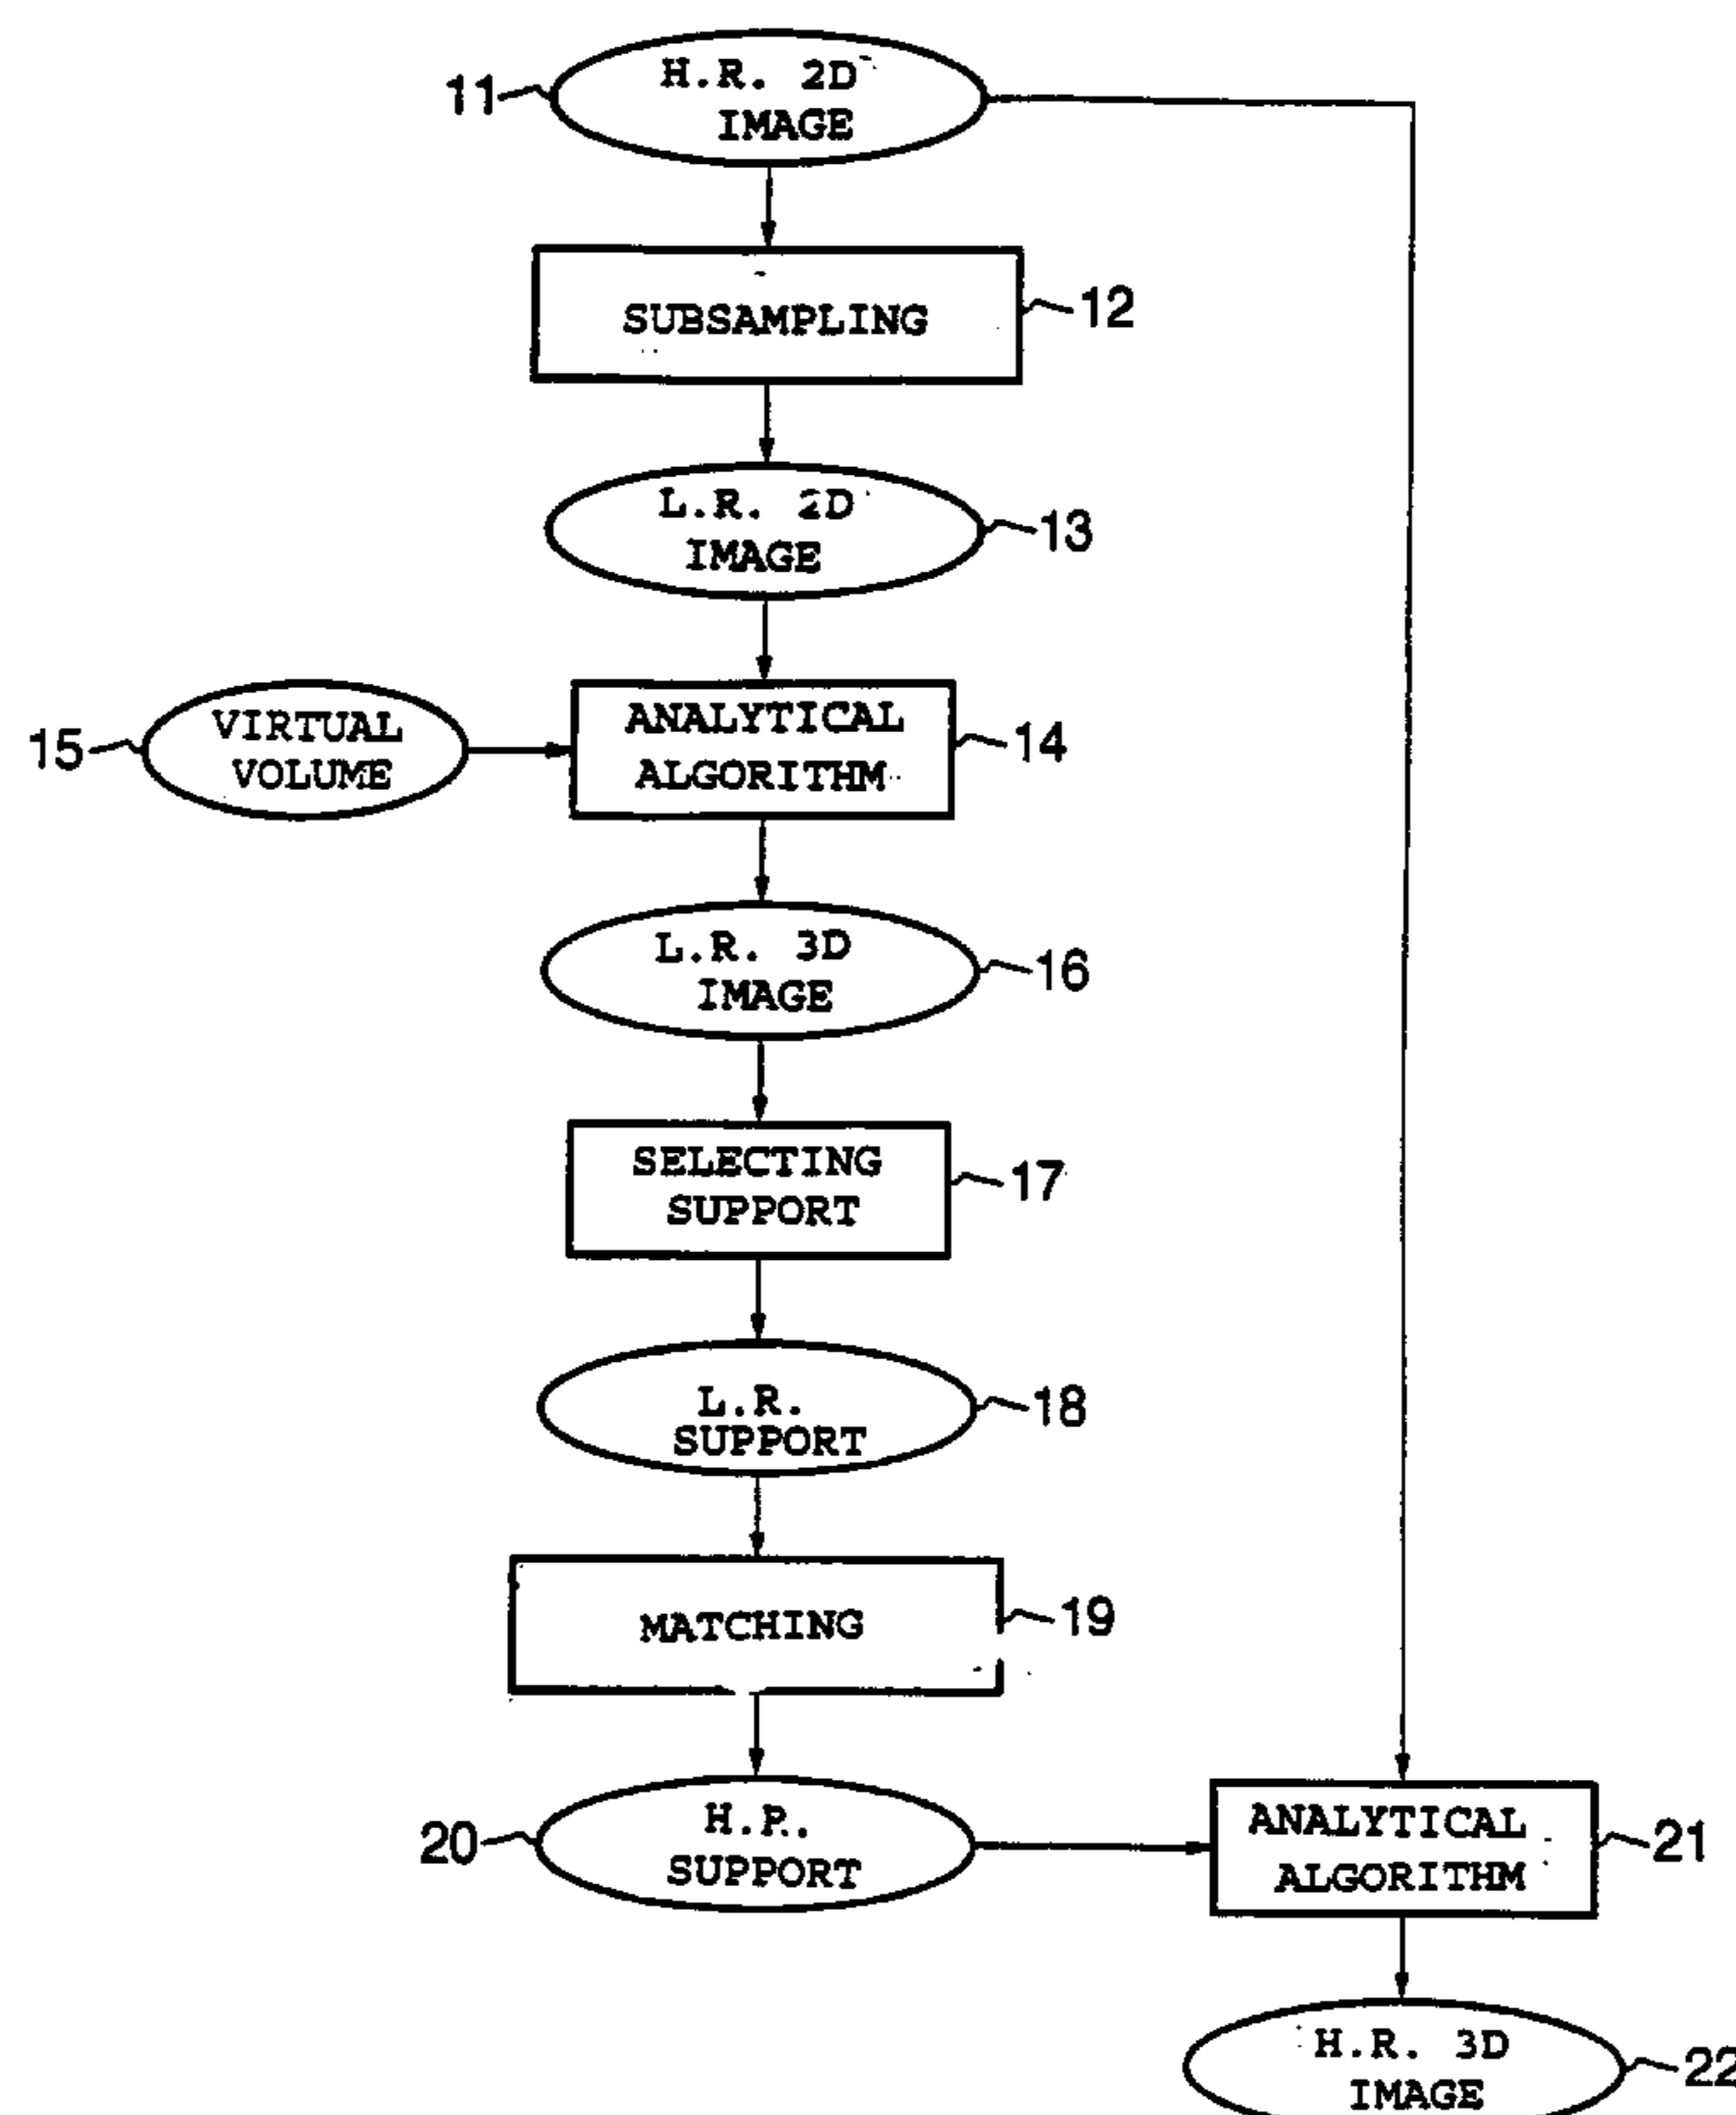 11
H.R. 2D
IMAGE
SUBSAMPLING
12
L.R. 2D
IMAGE
13
15
VIRTUAL
VOLUME
ANALYTICAL
ALGORITHM
14
L.R. 3D
IMAGE
16
SELECTING
SUPPORT
17
L.R.
SUPPORT
18
MATCHING
19
20
H.P.
SUPPORT
ANALYTICAL
ALGORITHM
21
H.R. 3D
IMAGE
22